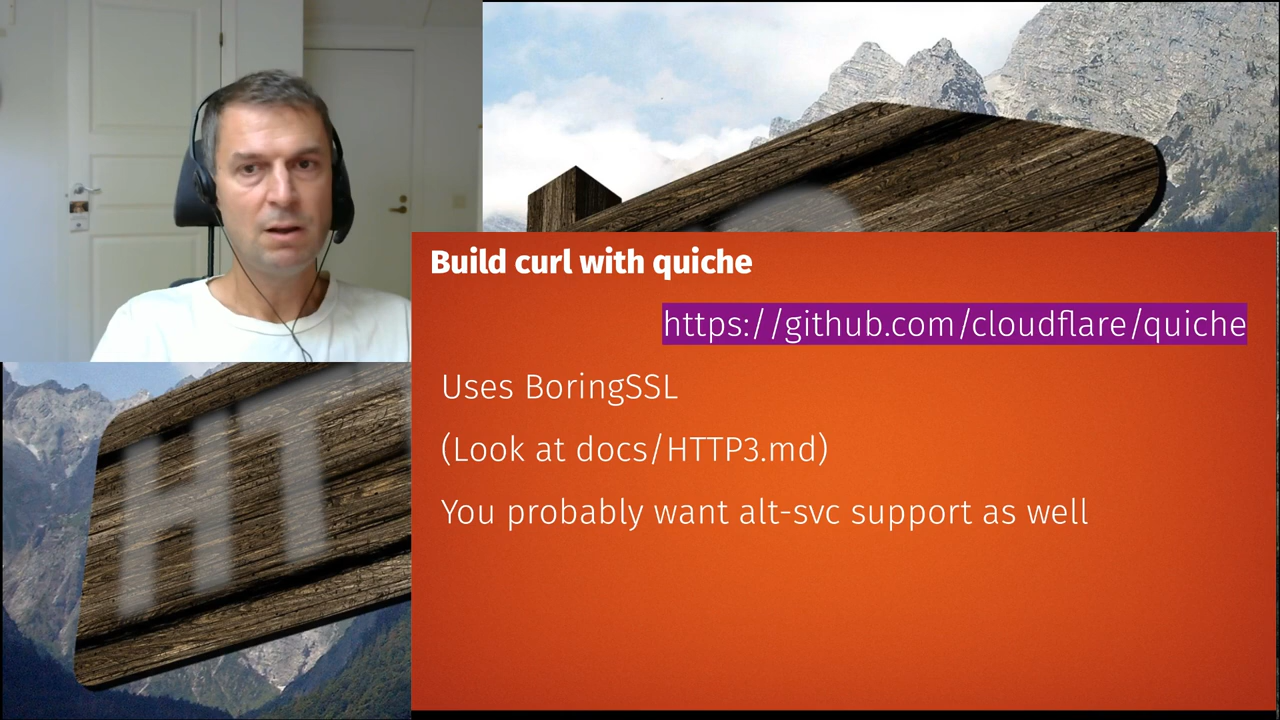 Build curl with quiche
https://github.com/cloudflare/quiche
Uses BoringSSL
(Look at docs/HTTP3.md)
You probably want alt-svc support as well
HT